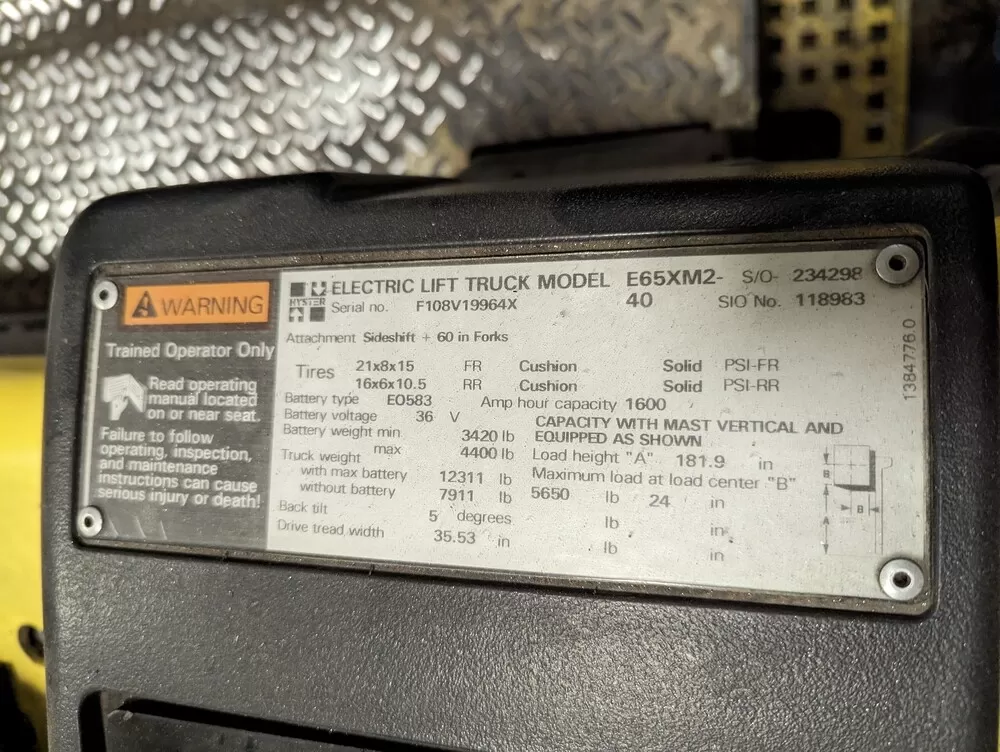 WARNING
Trained Operator Only
Read operating
manual located
on or near seat.
Failure to follow
operating, inspection,
and maintenance
instructions can cause
serious injury or death!
HYSTER
ELECTRIC LIFT TRUCK MODEL E65XM2- S/O- 234298
Serial no. F108V19964X 40 SIO No. 118983
Attachment Sideshift + 60 in Forks
Tires 21x8x15 FR Cushion Solid PSI-FR
16x6x10.5 RR Cushion Solid PSI-RR
Battery type EO583 Amp hour capacity 1600
Battery voltage 36 V
Battery weight min 3420 lb
max 4400 lb
Truck weight
with max battery 12311 lb
without battery 7911 lb
Back tilt 5 degrees
Drive tread width 35.53 in
CAPACITY WITH MAST VERTICAL AND
EQUIPPED AS SHOWN
Load height "A" 181.9 in
Maximum load at load center "B"
5650 lb 24 in
lb in
lb in
B
B
A
1384776.0